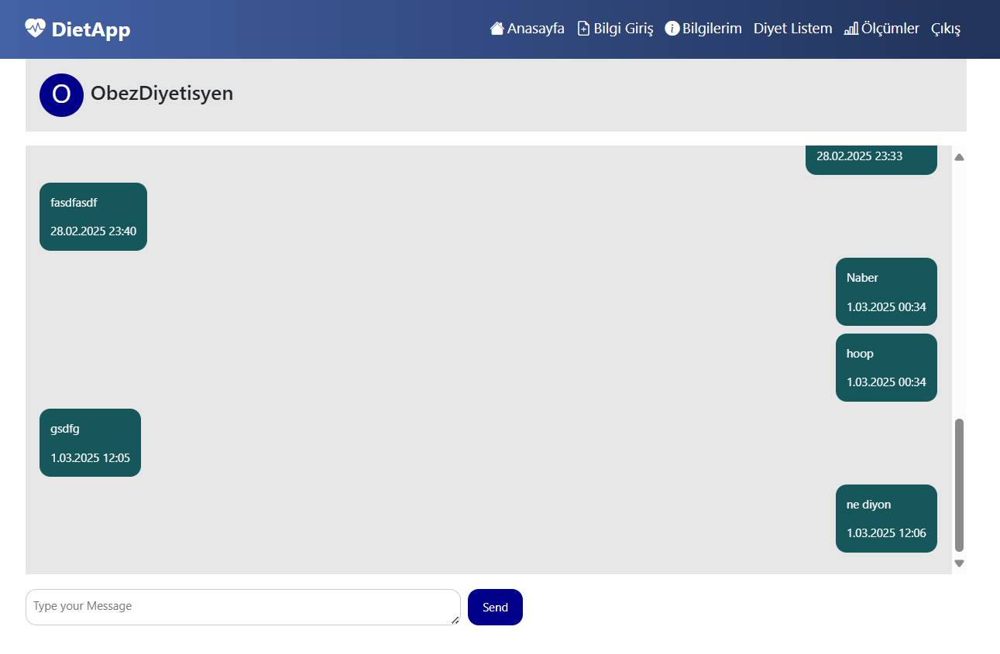 DietApp
Anasayfa Bilgi Giriş Bilgilerim Diyet Listem Ölçümler Çıkış
O ObezDiyetisyen
28.02.2025 23:33
fasdfasdf
28.02.2025 23:40
Naber
1.03.2025 00:34
hoop
1.03.2025 00:34
gsdfg
1.03.2025 12:05
ne diyon
1.03.2025 12:06
Type your Message
Send